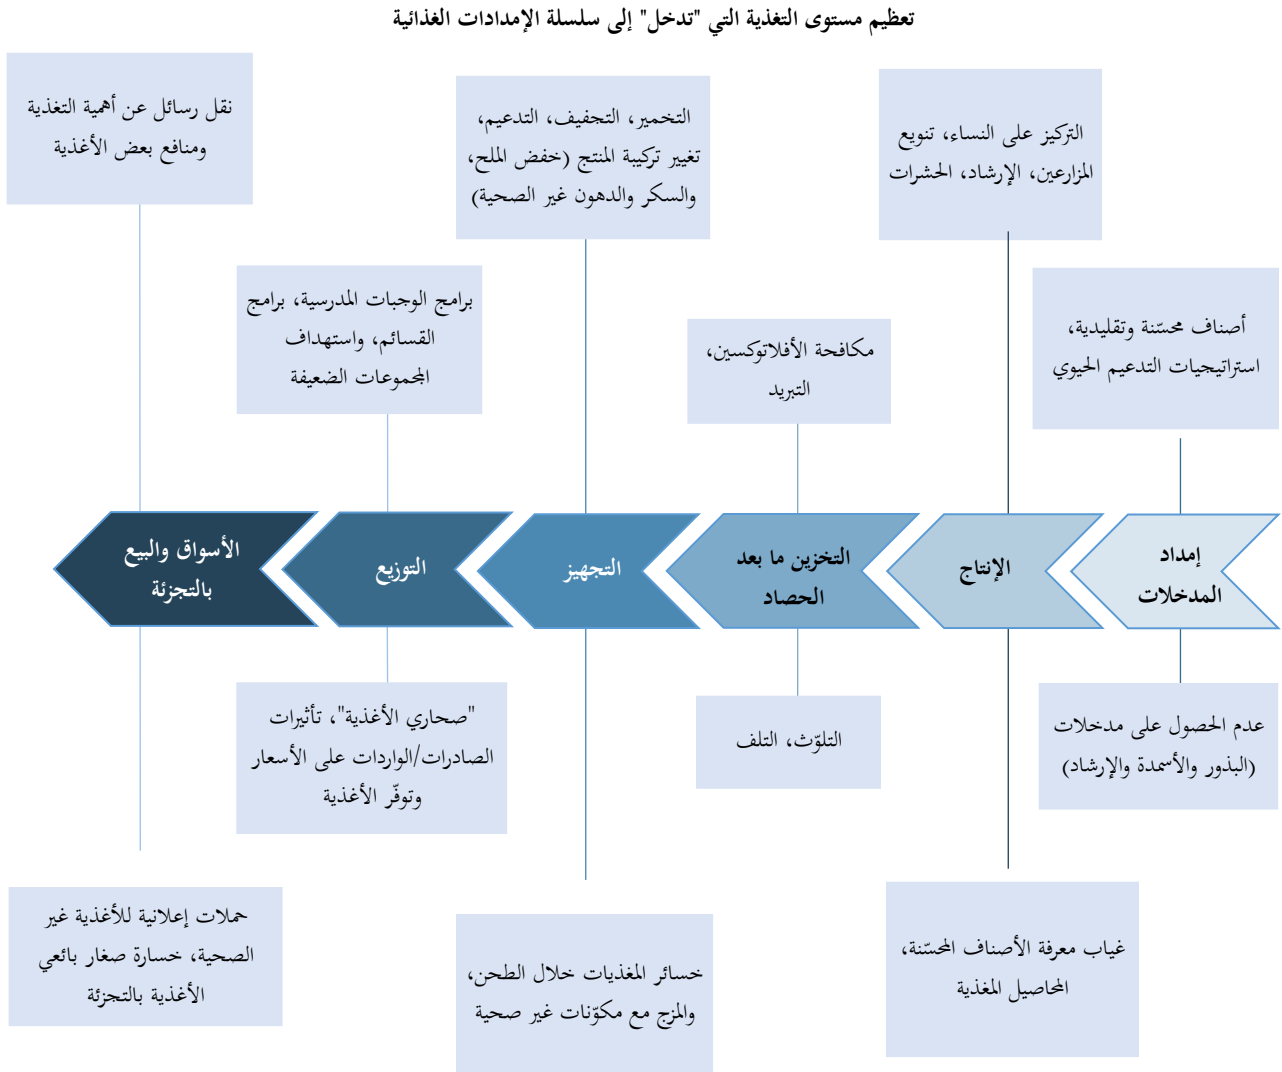 تعظيم مستوى التغذية التي "تدخل" إلى سلسلة الإمدادات الغذائية
التركيز على النساء، تنويع
المزارعين، الإرشاد، الحشرات
التخمير، التجفيف، التدعيم،
تغيير تركيبة المنتج (خفض الملح،
والسكر والدهون غير الصحية)
نقل رسائل عن أهمية التغذية
ومنافع بعض الأغذية
أصناف محسّنة وتقليدية،
استراتيجيات التدعيم الحيوي
مكافحة الأفلاتوكسين،
التبريد
برامج الوجبات المدرسية، برامج
القسائم، واستهداف
المجموعات الضعيفة
إمداد
المدخلات
الإنتاج
التخزين ما بعد
الحصاد
التجهيز
التوزيع
الأسواق والبيع
بالتجزئة
عدم الحصول على مدخلات
(البذور والأسمدة والإرشاد)
التلوّث، التلف
"صحاري الأغذية"، تأثيرات
الصادرات/الواردات على الأسعار
وتوفّر الأغذية
غياب معرفة الأصناف المحسّنة،
المحاصيل المغذية
خسائر المغذيات خلال الطحن،
والمزج مع مكوّنات غير صحية
حملات إعلانية للأغذية غير
الصحية، خسارة صغار بائعي
الأغذية بالتجزئة